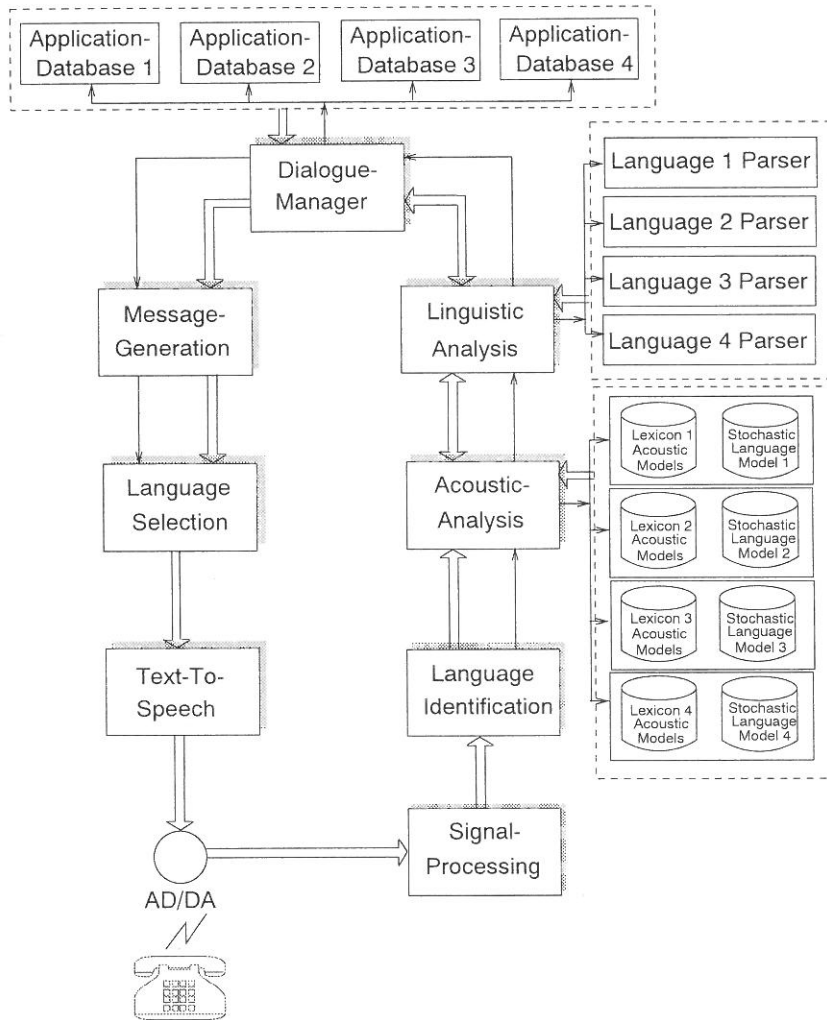 Application-
Database 1
Application-
Database 2
Application-
Database 3
Application-
Database 4
Dialogue-
Manager
Language 1 Parser
Language 2 Parser
Language 3 Parser
Language 4 Parser
Message-
Generation
Linguistic
Analysis
Language
Selection
Acoustic-
Analysis
Lexicon 1
Acoustic
Models
Stochastic
Language
Model 1
Lexicon 2
Acoustic
Models
Stochastic
Language
Model 2
Lexicon 3
Acoustic
Models
Stochastic
Language
Model 3
Lexicon 4
Acoustic
Models
Stochastic
Language
Model 4
Text-To-
Speech
Language
Identification
Signal-
Processing
AD/DA